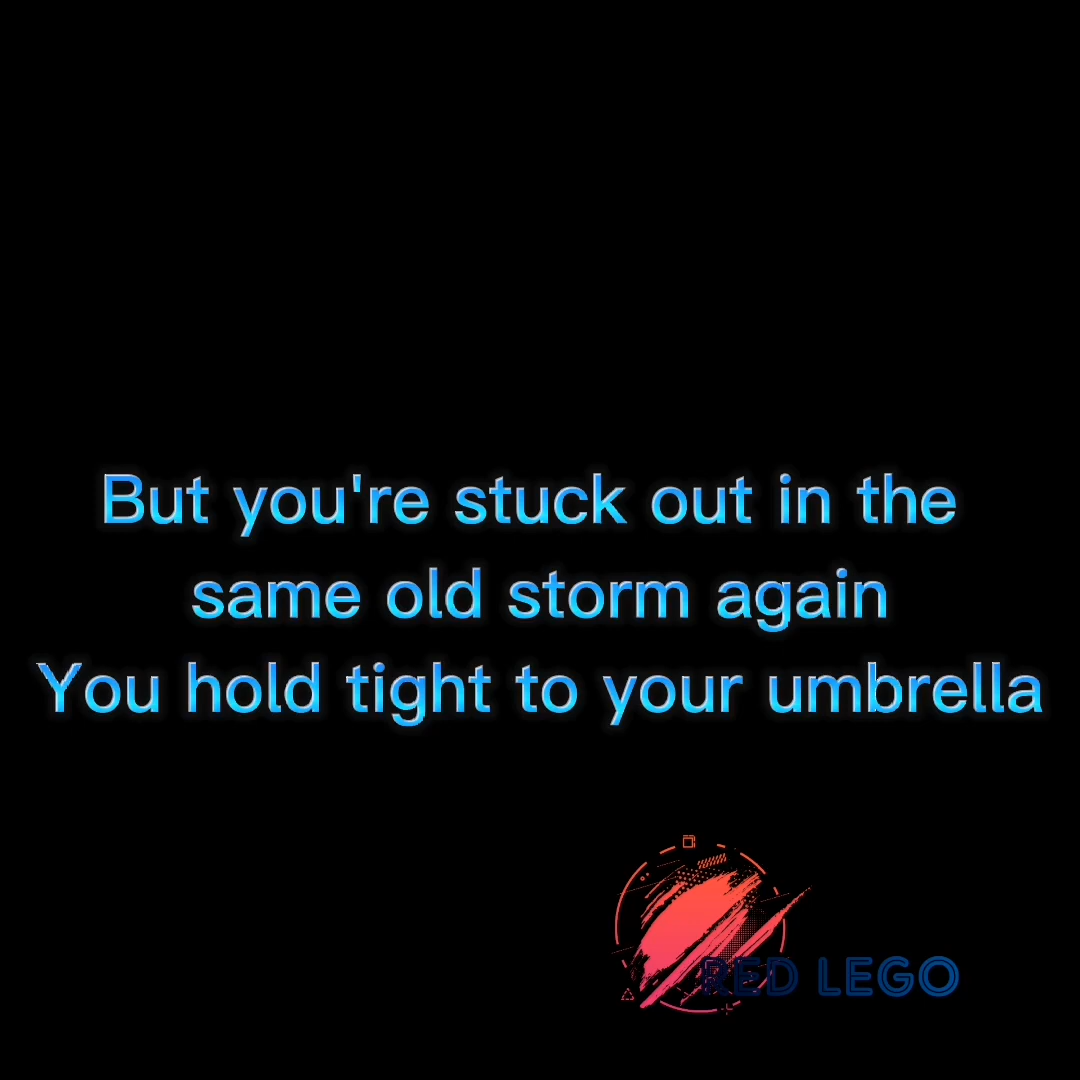 But you're stuck out in the
same old storm again
You hold tight to your umbrella
RED LEGO